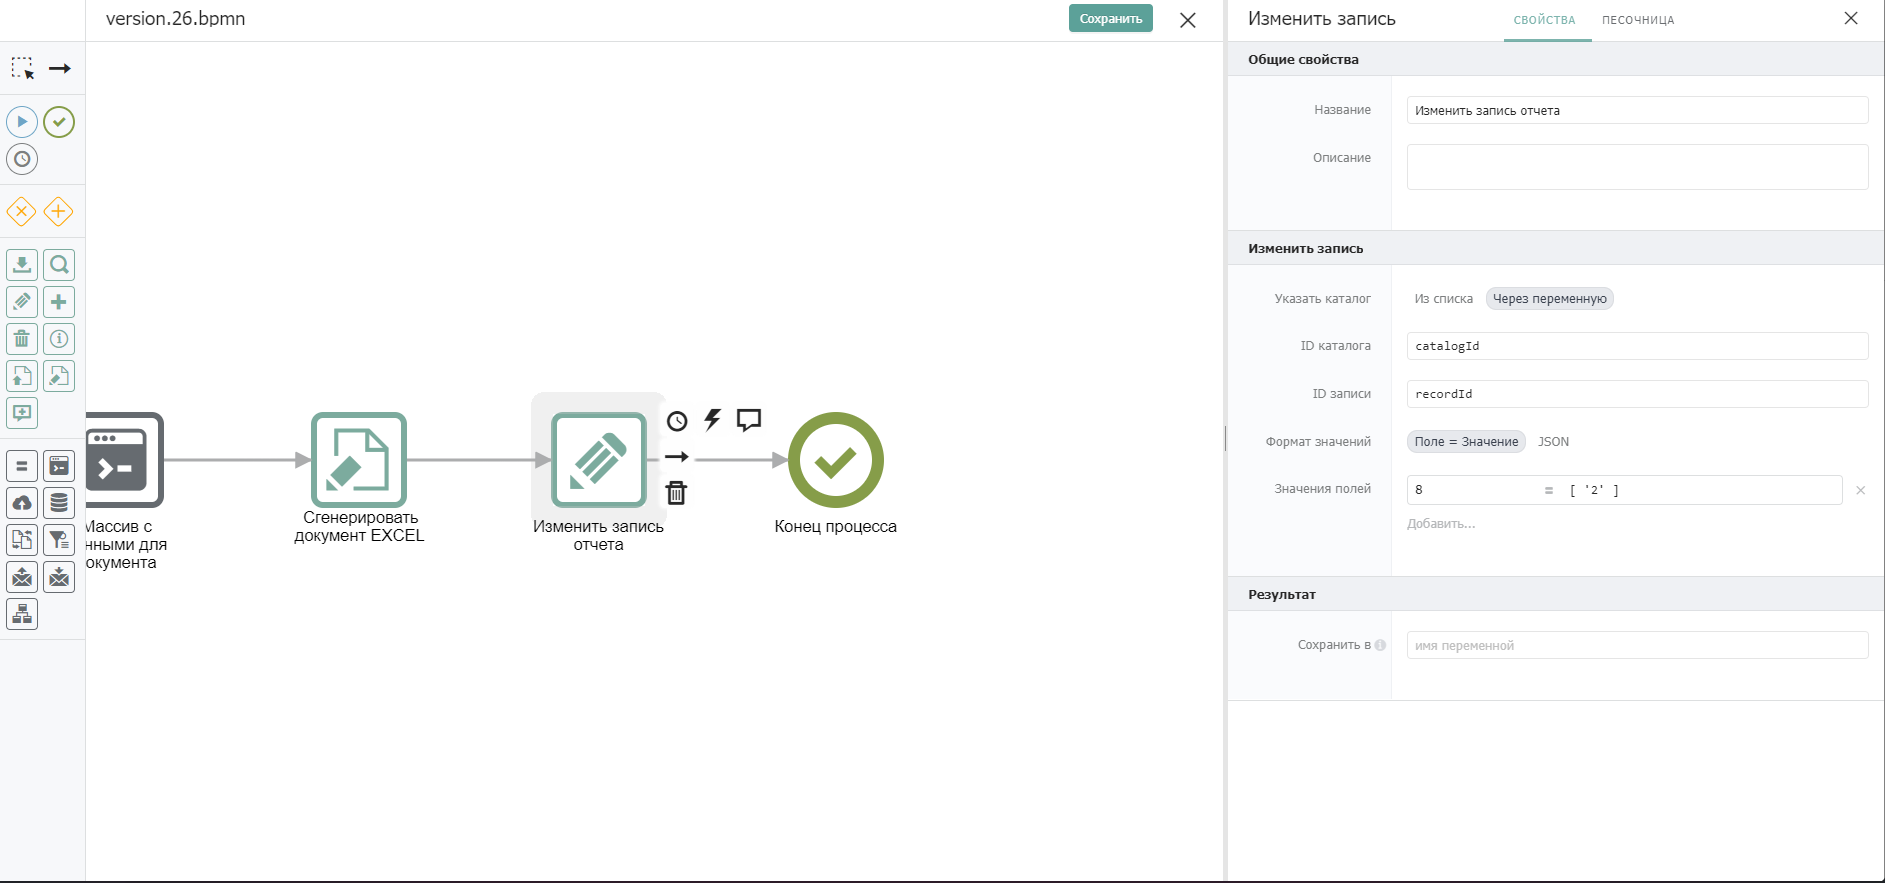 version.26.bpmn
Сохранить
Массив с
нными для
окумента
Сгенерировать
документ EXCEL
Изменить запись
отчета
Конец процесса
Изменить запись
СВОЙСТВА
ПЕСОЧНИЦА
Общие свойства
Название
Изменить запись отчета
Описание
Изменить запись
Указать каталог
Из списка
Через переменную
ID каталога
catalogId
ID записи
recordId
Формат значений
Поле = Значение
JSON
Значения полей
8 = [ '2' ]
Добавить...
Результат
Сохранить в
имя переменной